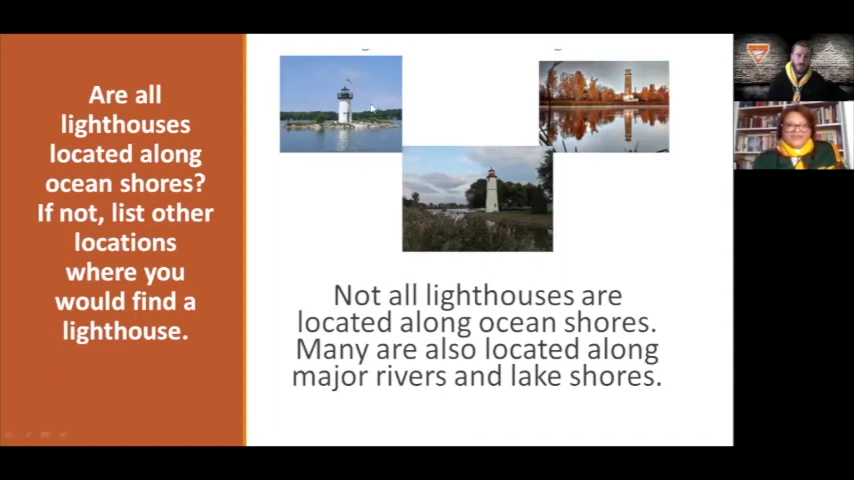 Are all
lighthouses
located along
ocean shores?
If not, list other
locations
where you
would find a
lighthouse.
Not all lighthouses are
located along ocean shores.
Many are also located along
major rivers and lake shores.